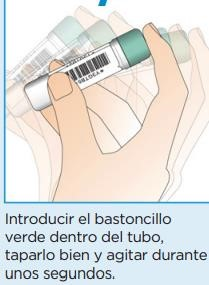 Introducir el bastoncillo
verde dentro del tubo,
taparlo bien y agitar durante
unos segundos.